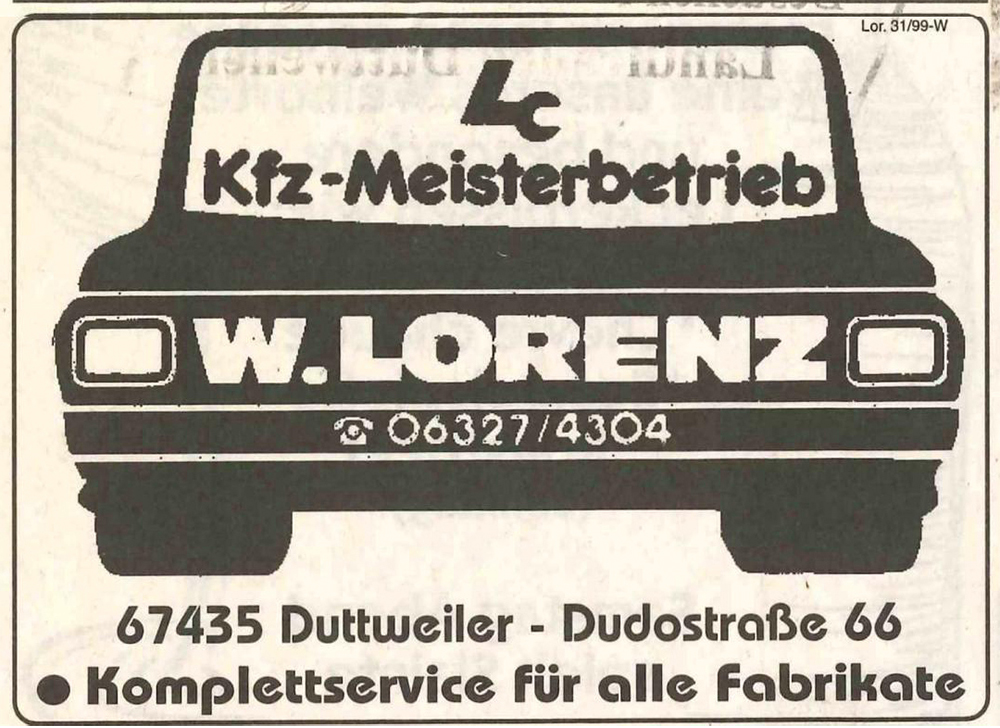 Lor. 31/99-W
LC
Kfz-Meisterbetrieb
W.LORENZ
☎ 06327/4304
67435 Duttweiler - Dudostraße 66
● Komplettservice für alle Fabrikate